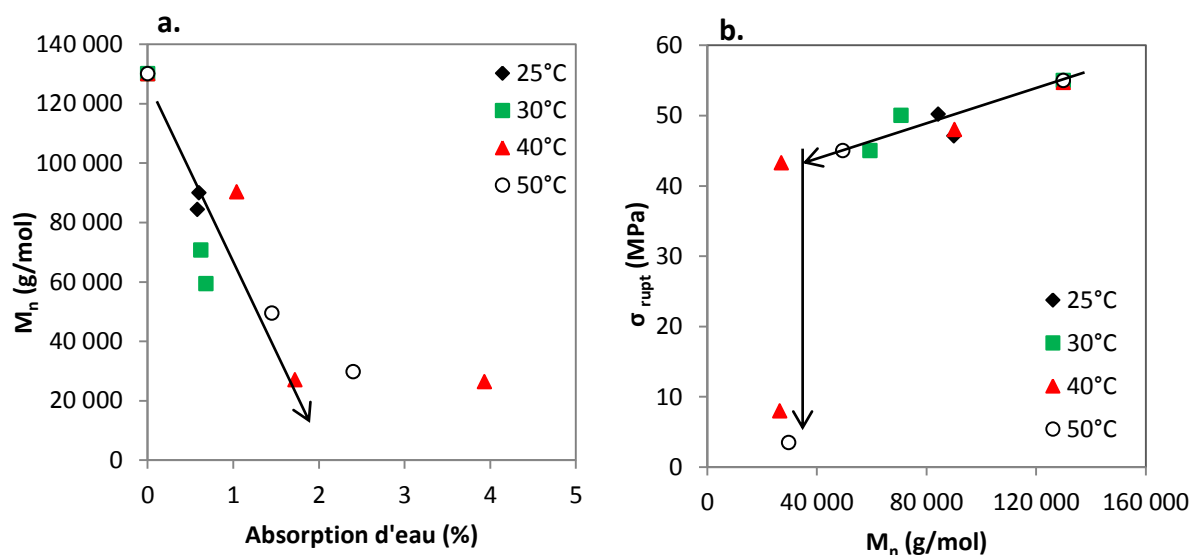 a.
140 000
120 000
100 000
80 000
60 000
40 000
20 000
0
0 1 2 3 4 5
Mn (g/mol)
Absorption d'eau (%)
25°C
30°C
40°C
50°C
b.
60
50
40
30
20
10
0
0 40 000 80 000 120 000 160 000
σ rupt (MPa)
Mn (g/mol)
25°C
30°C
40°C
50°C